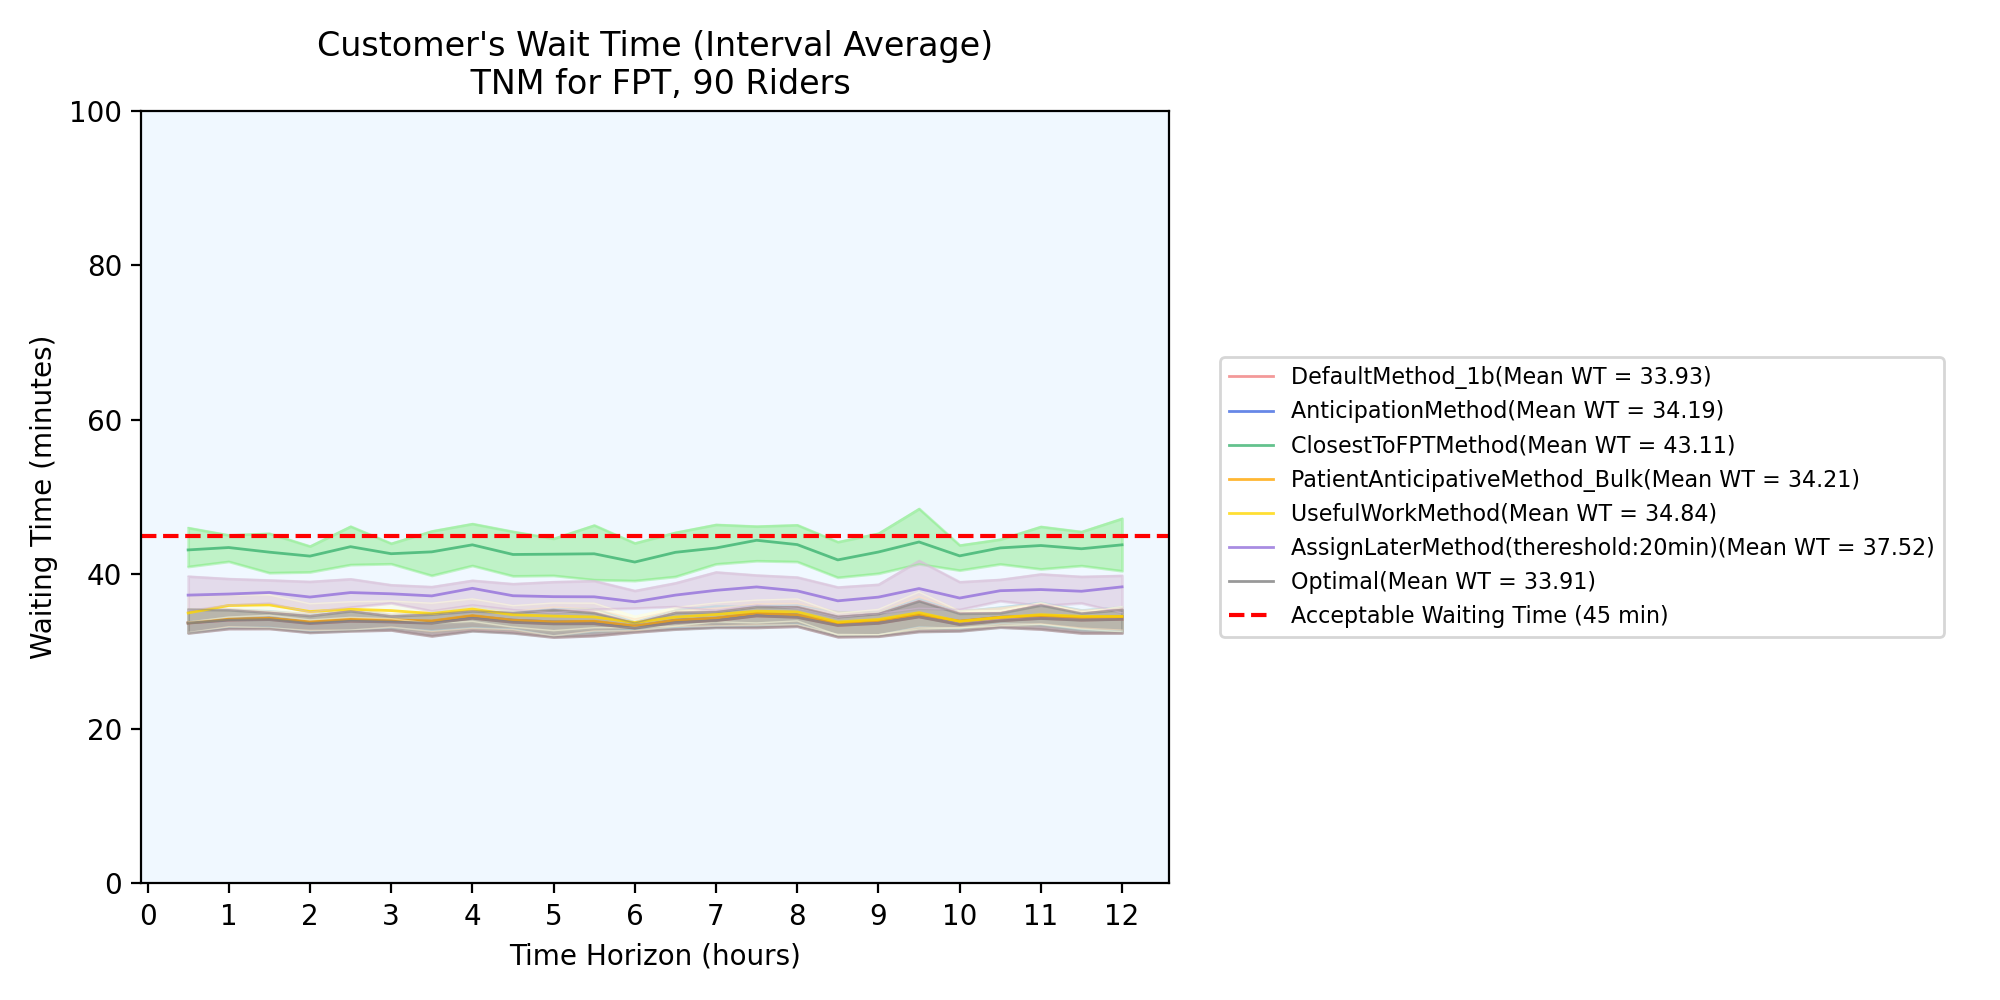 Customer's Wait Time (Interval Average)
TNM for FPT, 90 Riders
Waiting Time (minutes)
100
80
60
40
20
0
0 1 2 3 4 5 6 7 8 9 10 11 12
Time Horizon (hours)
DefaultMethod_1b(Mean WT = 33.93)
AnticipationMethod(Mean WT = 34.19)
ClosestToFPTMethod(Mean WT = 43.11)
PatientAnticipativeMethod_Bulk(Mean WT = 34.21)
UsefulWorkMethod(Mean WT = 34.84)
AssignLaterMethod(thereshold:20min)(Mean WT = 37.52)
Optimal(Mean WT = 33.91)
Acceptable Waiting Time (45 min)